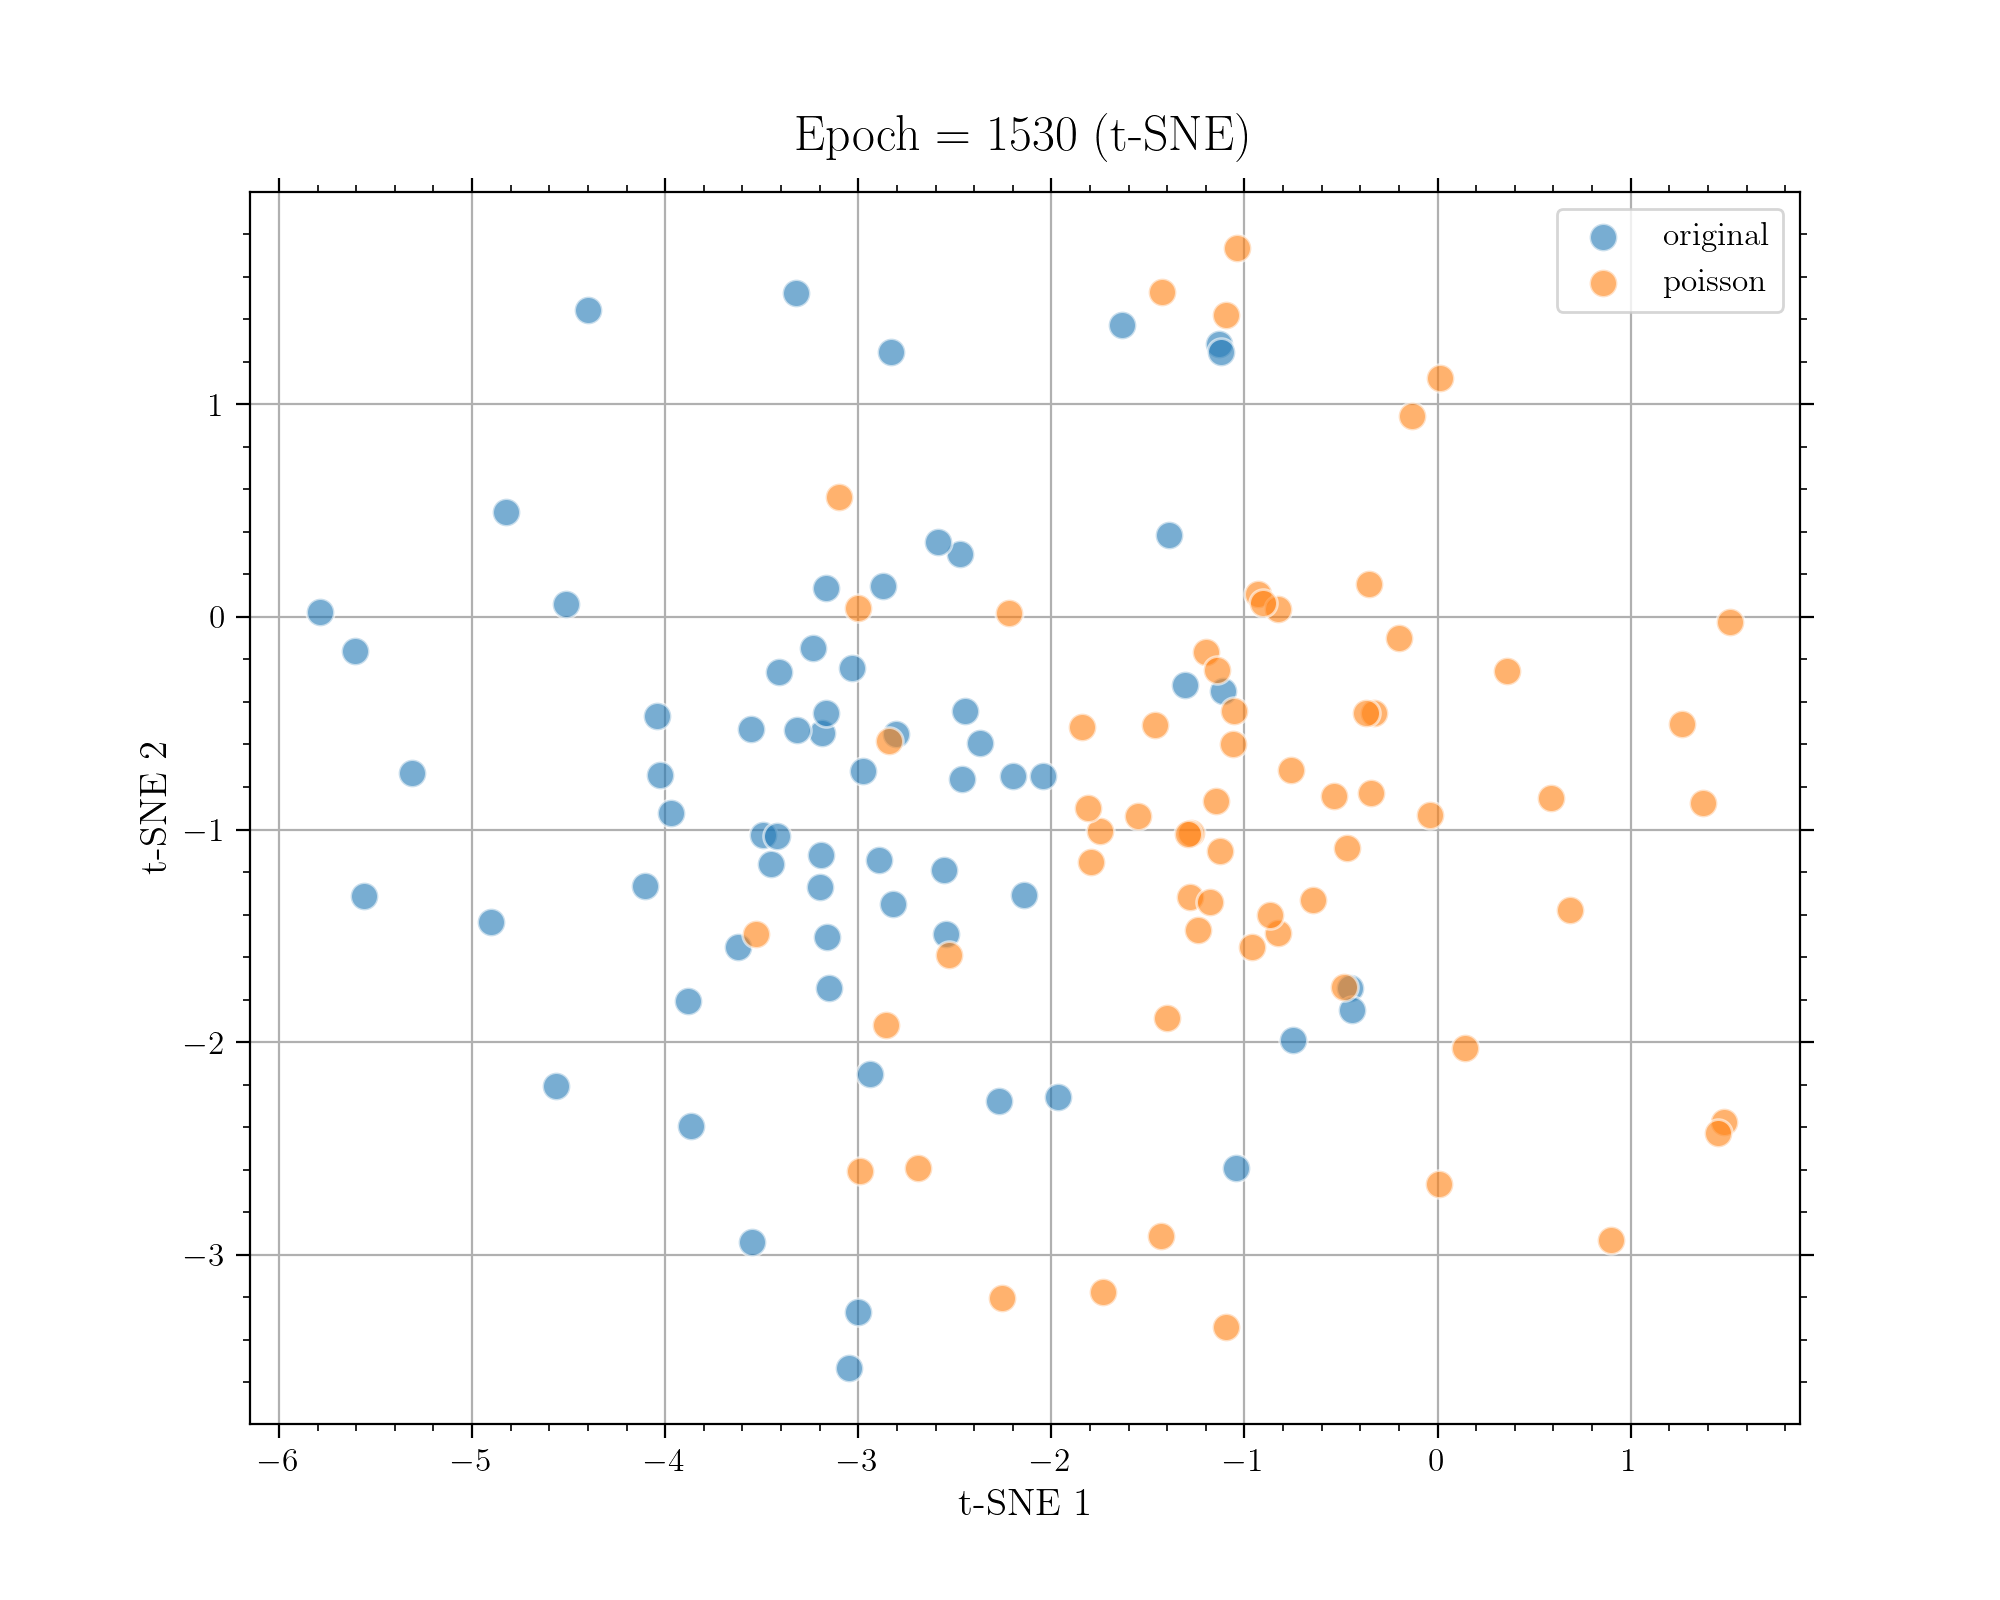 Epoch = 1530 (t-SNE)
original
poisson
1
0
−1
−2
−3
t-SNE 2
−6 −5 −4 −3 −2 −1 0 1
t-SNE 1